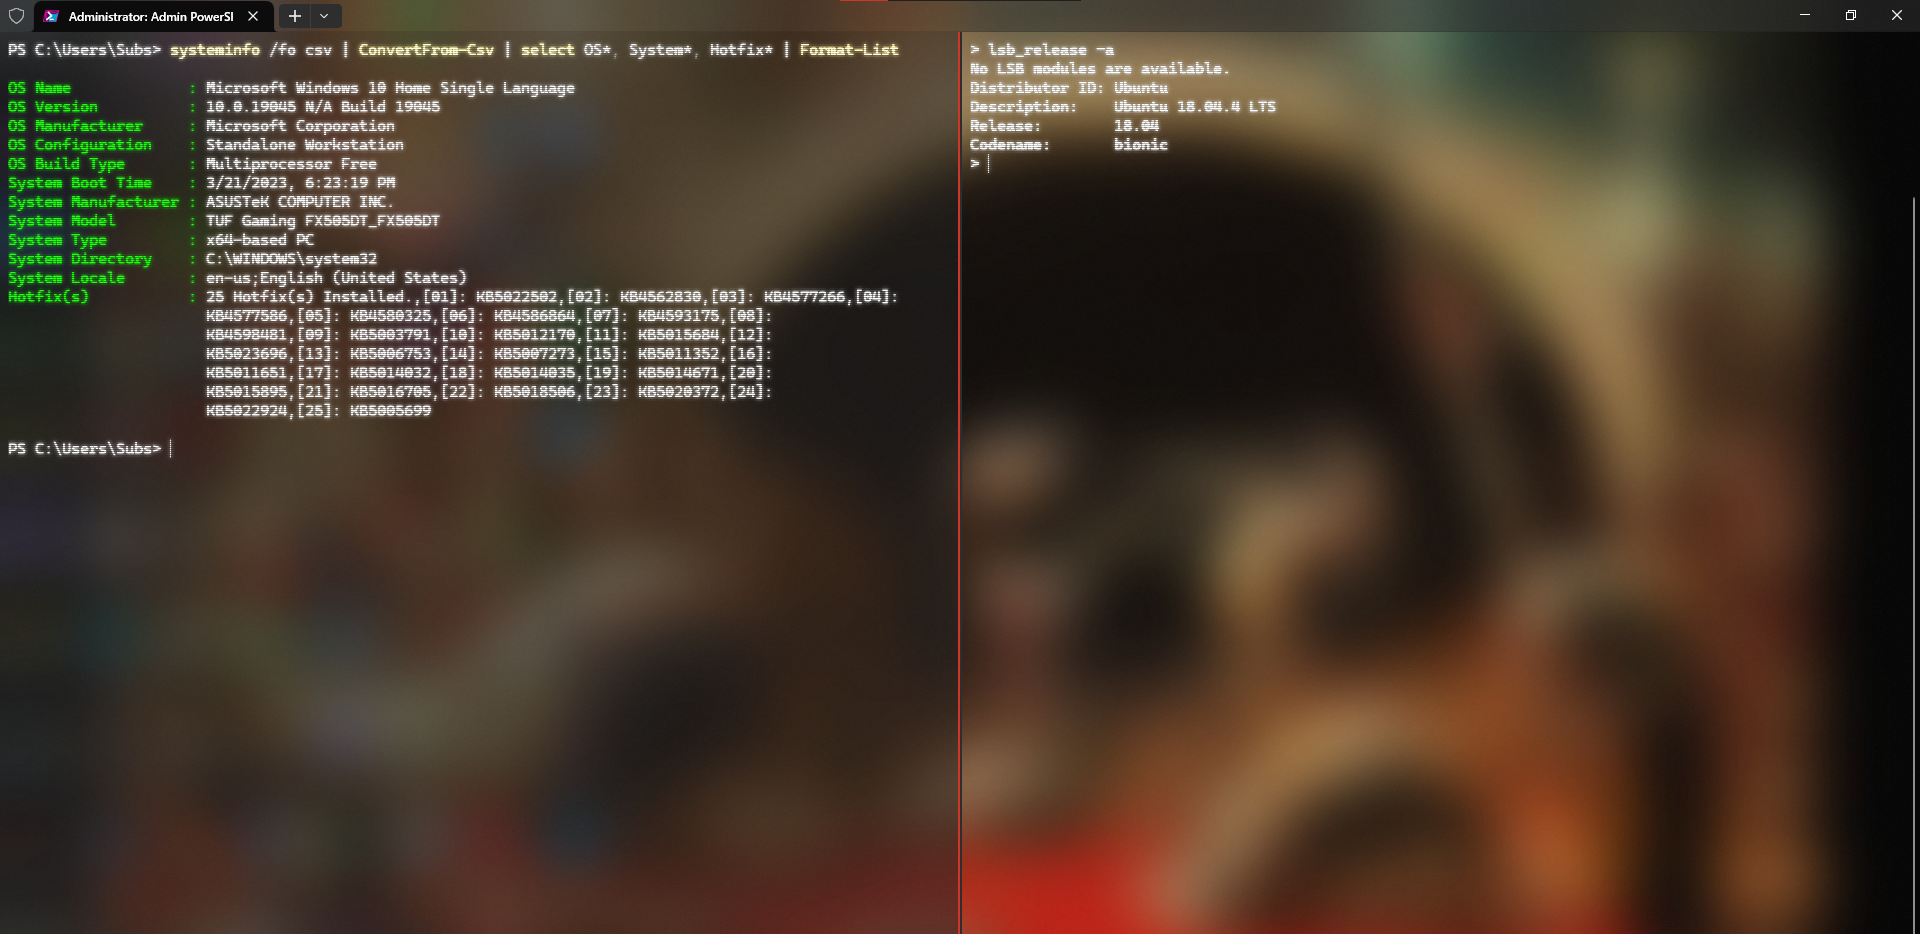 Administrator: Admin PowerSl
PS C:\Users\Subs> systeminfo /fo csv | ConvertFrom-Csv | select OS*, System*, Hotfix* | Format-List
OS Name : Microsoft Windows 10 Home Single Language
OS Version : 10.0.19045 N/A Build 19045
OS Manufacturer : Microsoft Corporation
OS Configuration : Standalone Workstation
OS Build Type : Multiprocessor Free
System Boot Time : 3/21/2023, 6:23:19 PM
System Manufacturer : ASUSTeK COMPUTER INC.
System Model : TUF Gaming FX505DT_FX505DT
System Type : x64-based PC
System Directory : C:\WINDOWS\system32
System Locale : en-us;English (United States)
Hotfix(s) : 25 Hotfix(s) Installed.,[01]: KB5022502,[02]: KB4562830,[03]: KB4577266,[04]:
KB4577586,[05]: KB4580325,[06]: KB4586864,[07]: KB4593175,[08]:
KB4598481,[09]: KB5003791,[10]: KB5012170,[11]: KB5015684,[12]:
KB5023696,[13]: KB5006753,[14]: KB5007273,[15]: KB5011352,[16]:
KB5011651,[17]: KB5014032,[18]: KB5014035,[19]: KB5014671,[20]:
KB5015895,[21]: KB5016705,[22]: KB5018506,[23]: KB5020372,[24]:
KB5022924,[25]: KB5005699
PS C:\Users\Subs>
> lsb_release -a
No LSB modules are available.
Distributor ID: Ubuntu
Description: Ubuntu 18.04.4 LTS
Release: 18.04
Codename: bionic
>